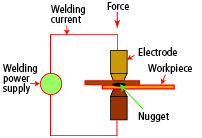 Welding
current
Force
Electrode
Workpiece
Welding
power
supply
Nugget